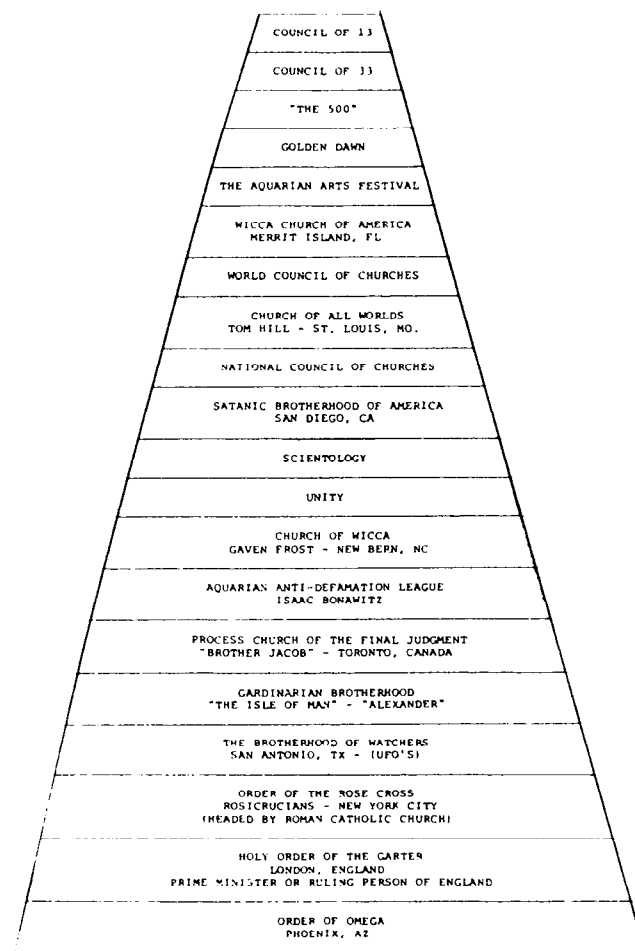 COUNCIL OF 13
COUNCIL OF 33
"THE 500"
GOLDEN DAWN
THE AQUARIAN ARTS FESTIVAL
WICCA CHURCH OF AMERICA
MERRIT ISLAND, FL
WORLD COUNCIL OF CHURCHES
CHURCH OF ALL WORLDS
TOM HILL - ST. LOUIS, MO.
NATIONAL COUNCIL OF CHURCHES
SATANIC BROTHERHOOD OF AMERICA
SAN DIEGO, CA
SCIENTOLOGY
UNITY
CHURCH OF WICCA
GAVEN FROST - NEW BERN, NC
AQUARIAN ANTI-DEFAMATION LEAGUE
ISAAC BONAWITZ
PROCESS CHURCH OF THE FINAL JUDGMENT
"BROTHER JACOB" - TORONTO, CANADA
GARDINARIAN BROTHERHOOD
"THE ISLE OF MAN" - "ALEXANDER"
THE BROTHERHOOD OF WATCHERS
SAN ANTONIO, TX - (UFO'S)
ORDER OF THE ROSE CROSS
ROSICRUCIANS - NEW YORK CITY
(HEADED BY ROMAN CATHOLIC CHURCH)
HOLY ORDER OF THE GARTER
LONDON, ENGLAND
PRIME MINISTER OR RULING PERSON OF ENGLAND
ORDER OF OMEGA
PHOENIX, AZ